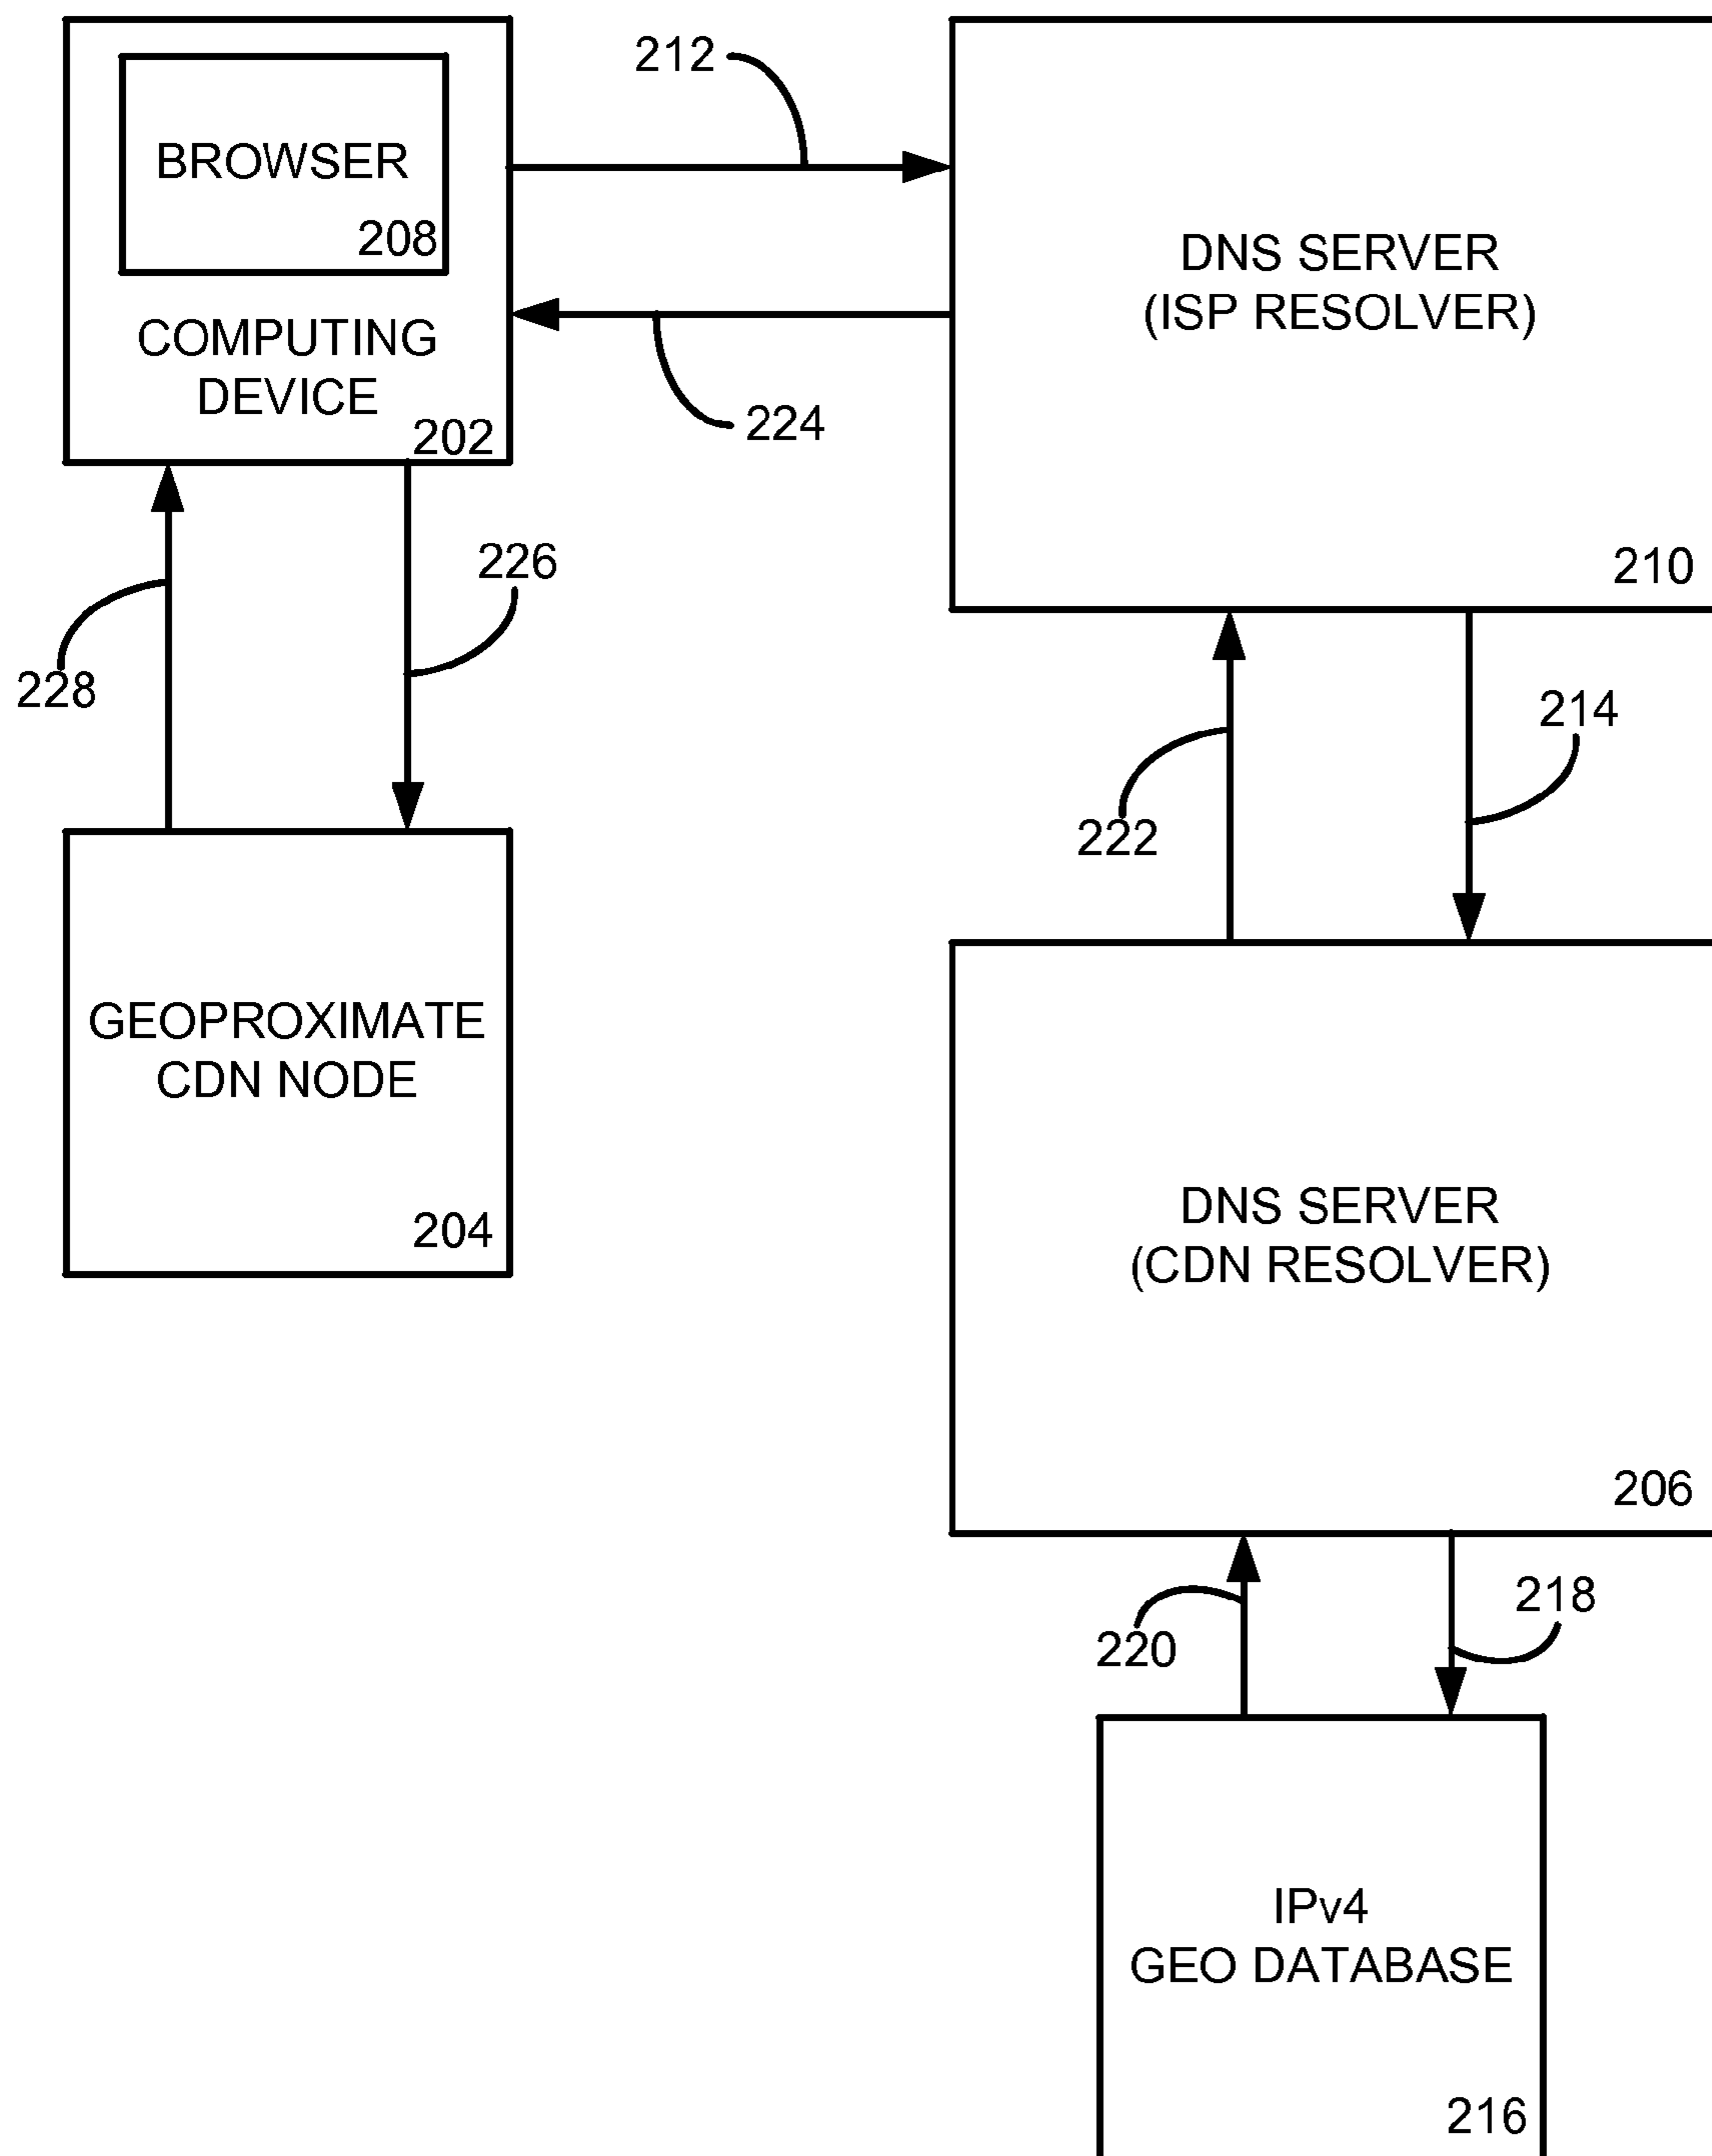 BROWSER
208
COMPUTING
DEVICE
202
212
224
DNS SERVER
(ISP RESOLVER)
210
228
226
222
214
GEOPROXIMATE
CDN NODE
204
DNS SERVER
(CDN RESOLVER)
206
220
218
IPv4
GEO DATABASE
216